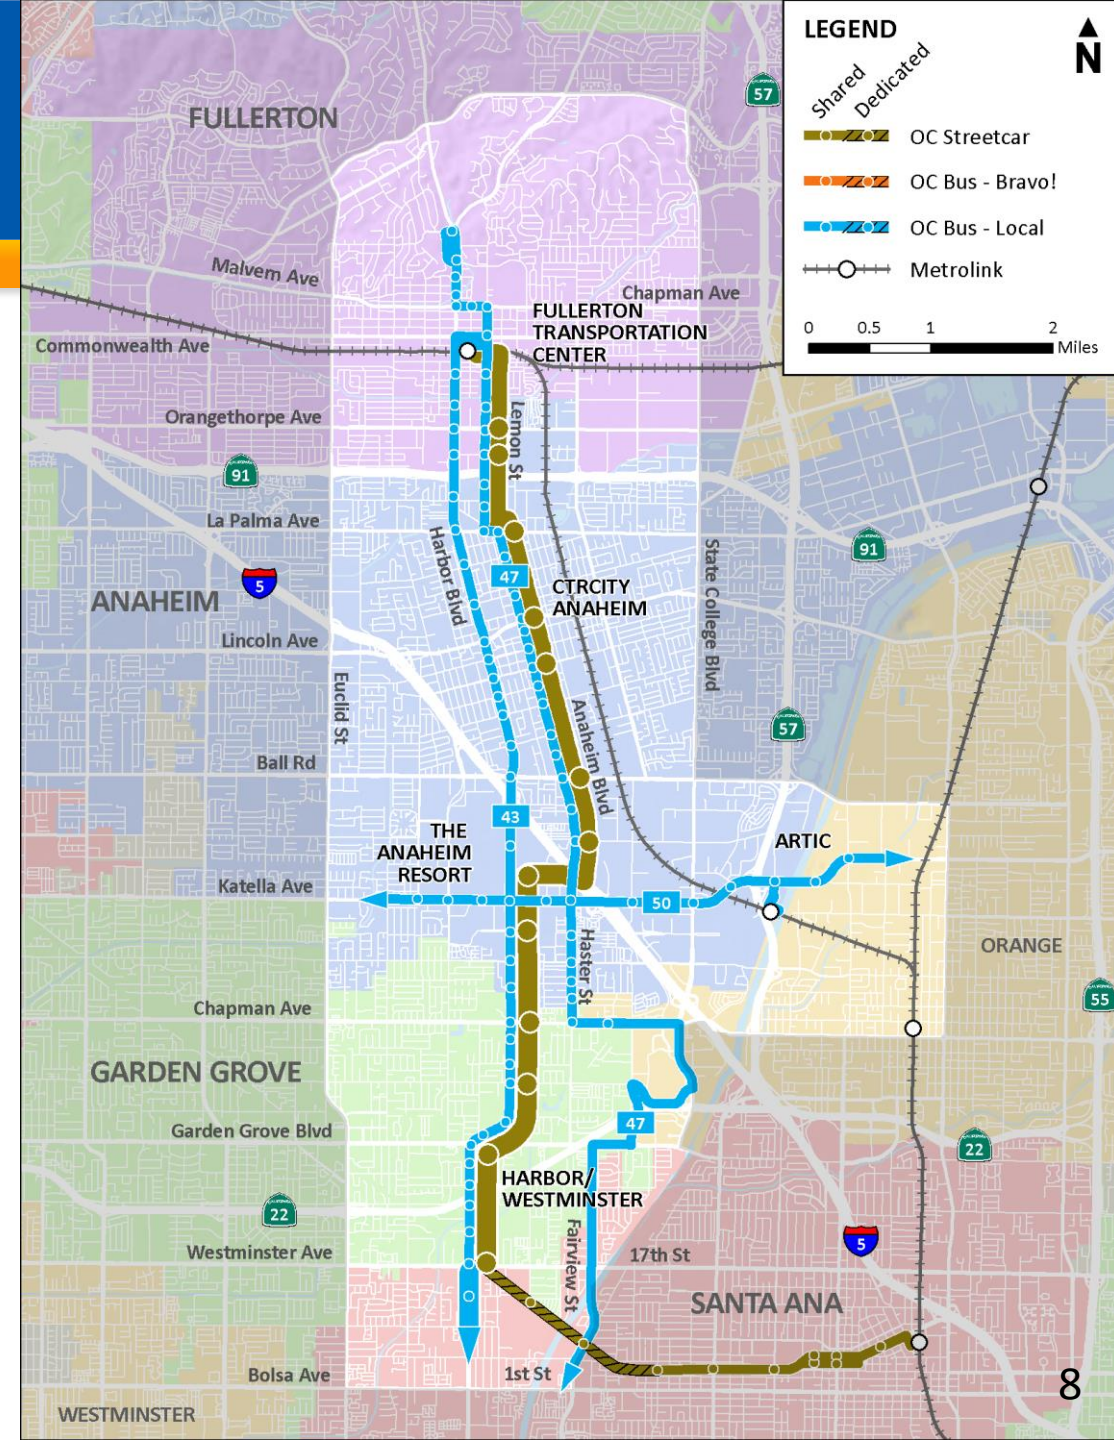 LEGEND
N
Shared
Dedicated
OC Streetcar
OC Bus - Bravo!
OC Bus - Local
Metrolink
0 0.5 1 2
Miles
57
FULLERTON
Malvern Ave
Chapman Ave
FULLERTON
TRANSPORTATION
CENTER
Commonwealth Ave
Orangethorpe Ave
Lemon St
91
La Palma Ave
Harbor Blvd
State College Blvd
91
5
47
CTRCITY
ANAHEIM
ANAHEIM
Lincoln Ave
Euclid St
Anaheim Blvd
57
Ball Rd
43
THE
ANAHEIM
RESORT
ARTIC
Katella Ave
50
Haster St
ORANGE
55
Chapman Ave
GARDEN GROVE
Garden Grove Blvd
47
22
HARBOR/
WESTMINSTER
22
Fairview St
5
Westminster Ave
17th St
SANTA ANA
Bolsa Ave
1st St
8
WESTMINSTER